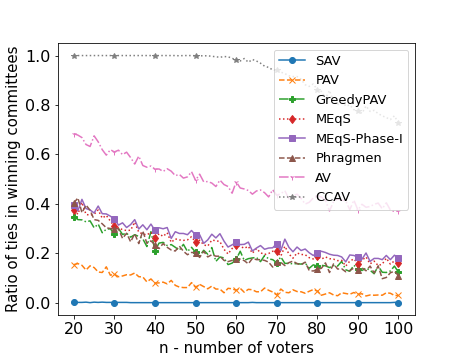 Ratio of ties in winning committees
1.0
0.8
0.6
0.4
0.2
0.0
SAV
PAV
GreedyPAV
MEqS
MEqS-Phase-I
Phragmen
AV
CCAV
20 30 40 50 60 70 80 90 100
n - number of voters